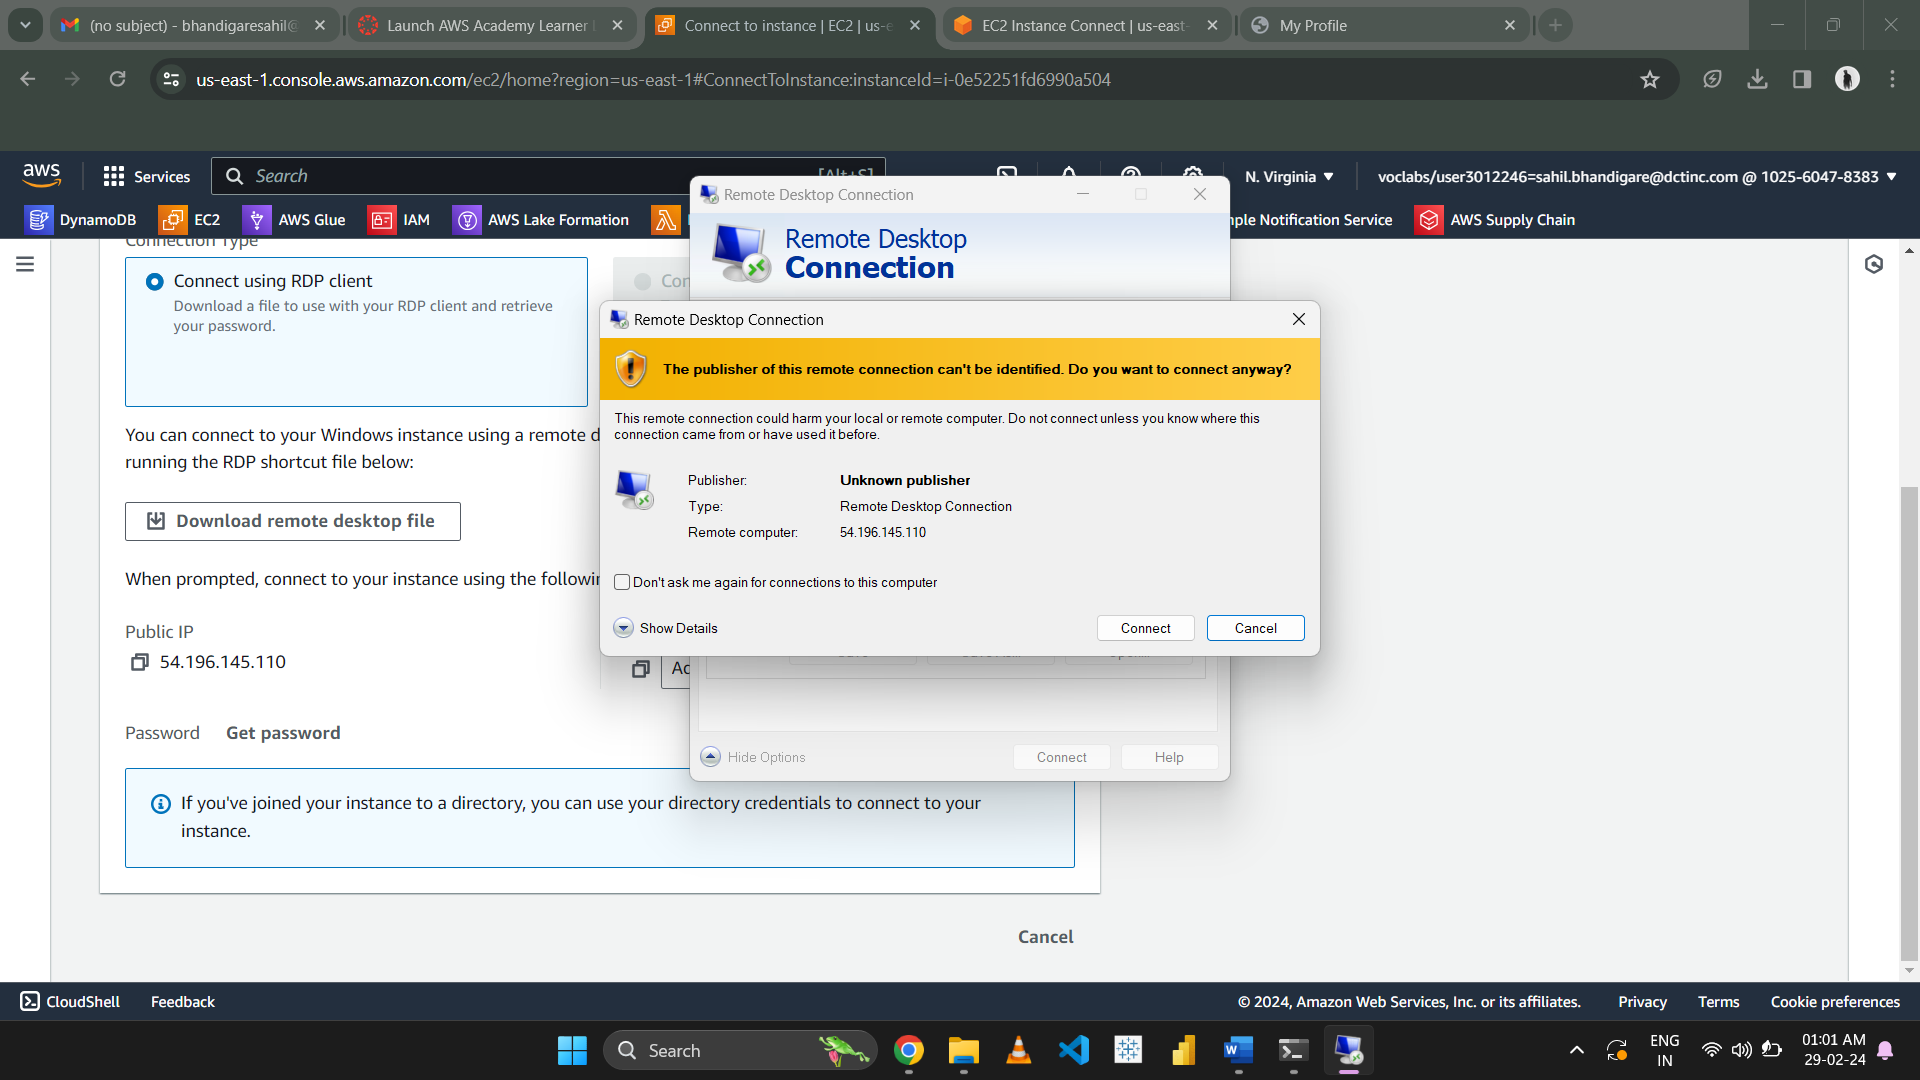 (no subject) - bhandigaresahil@
Launch AWS Academy Learner L
Connect to instance | EC2 | us-e
EC2 Instance Connect | us-east-
My Profile
us-east-1.console.aws.amazon.com/ec2/home?region=us-east-1#ConnectToInstance:instanceId=i-0e52251fd6990a504
aws
Services
Search
[Alt+S]
N. Virginia
voclabs/user3012246=sahil.bhandigare@dctinc.com @ 1025-6047-8383
DynamoDB
EC2
AWS Glue
IAM
AWS Lake Formation
ple Notification Service
AWS Supply Chain
Connection Type
Connect using RDP client
Download a file to use with your RDP client and retrieve
your password.
Con
You can connect to your Windows instance using a remote d
running the RDP shortcut file below:
Download remote desktop file
When prompted, connect to your instance using the followin
Public IP
54.196.145.110
Ad
Password
Get password
If you've joined your instance to a directory, you can use your directory credentials to connect to your
instance.
Cancel
Remote Desktop Connection
Remote Desktop
Connection
Remote Desktop Connection
The publisher of this remote connection can't be identified. Do you want to connect anyway?
This remote connection could harm your local or remote computer. Do not connect unless you know where this
connection came from or have used it before.
Publisher:
Unknown publisher
Type:
Remote Desktop Connection
Remote computer:
54.196.145.110
Don't ask me again for connections to this computer
Show Details
Connect
Cancel
Hide Options
Connect
Help
CloudShell
Feedback
© 2024, Amazon Web Services, Inc. or its affiliates.
Privacy
Terms
Cookie preferences
Search
ENG
IN
01:01 AM
29-02-24